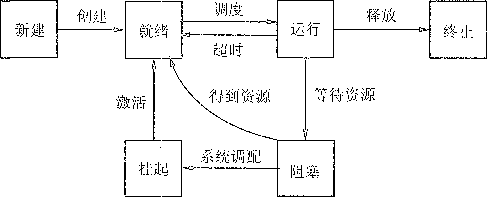 新建
创建
就绪
调度
超时
运行
释放
终止
激活
得到资源
等待资源
挂起
系统调配
阻塞